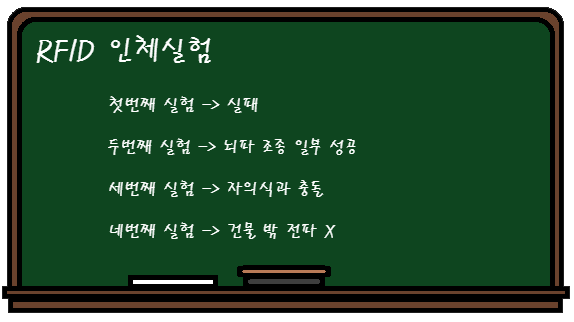 RFID 인체실험
첫번째 실험 -> 실패
두번째 실험 -> 뇌파 조종 일부 성공
세번째 실험 -> 자의식과 충돌
네번째 실험 -> 건물 밖 전파 X